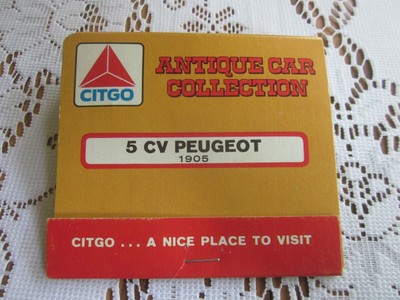 CITGO
ANTIQUE CAR
COLLECTION
5 CV PEUGEOT
1905
CITGO . . . A NICE PLACE TO VISIT